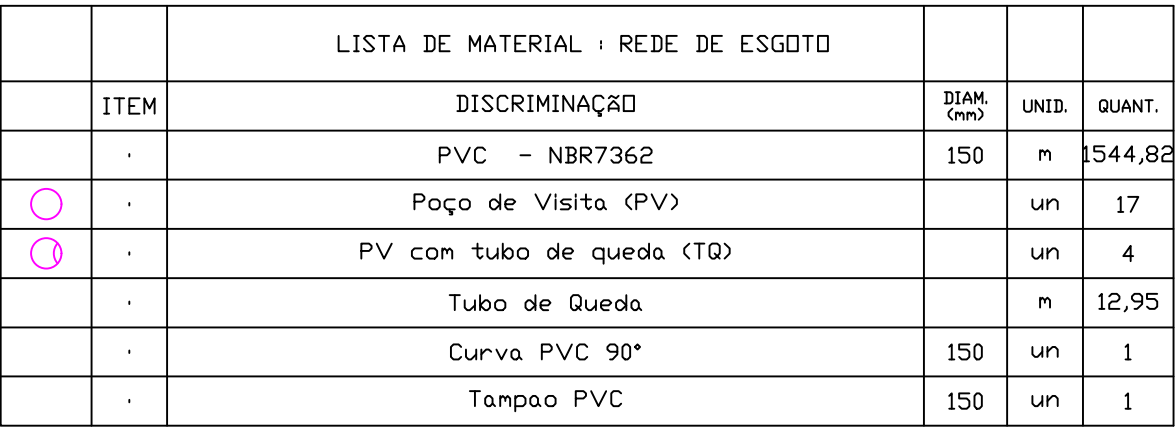 LISTA DE MATERIAL : REDE DE ESGOTO
ITEM DISCRIMINAÇÃO DIAM. (mm) UNID. QUANT.
PVC - NBR7362 150 m 1544,82
Poço de Visita (PV) un 17
PV com tubo de queda (TQ) un 4
Tubo de Queda m 12,95
Curva PVC 90° 150 un 1
Tampao PVC 150 un 1